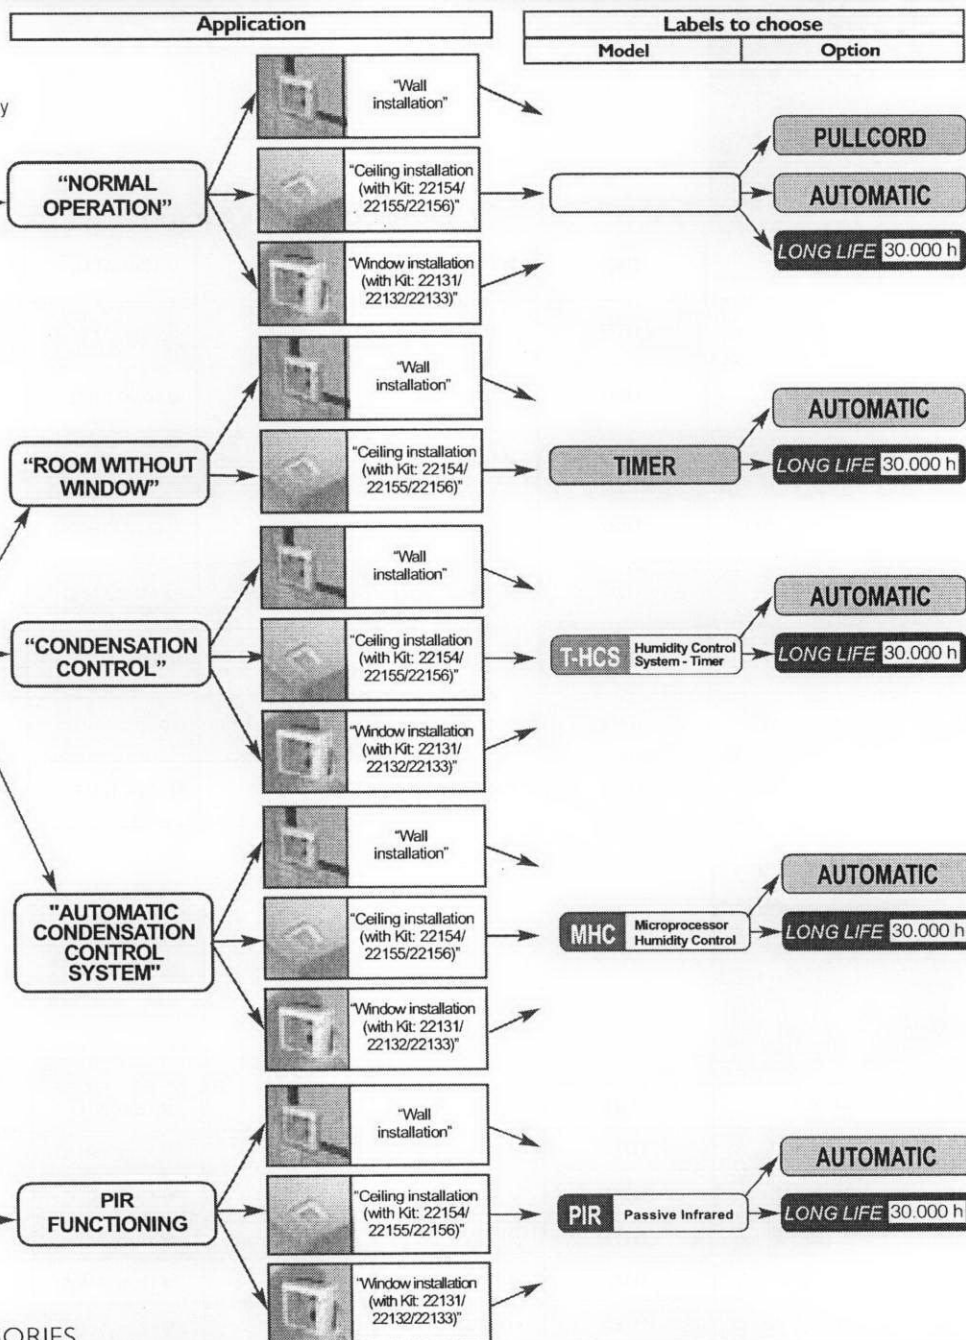 Application
Labels to choose
Model
Option
y
"NORMAL
OPERATION"
"Wall
installation"
"Ceiling installation
(with Kit: 22154/
22155/22156)"
"Window installation
(with Kit: 22131/
22132/22133)"
PULLCORD
AUTOMATIC
LONG LIFE 30.000 h
"ROOM WITHOUT
WINDOW"
"Wall
installation"
"Ceiling installation
(with Kit: 22154/
22155/22156)"
TIMER
AUTOMATIC
LONG LIFE 30.000 h
"CONDENSATION
CONTROL"
"Wall
installation"
"Ceiling installation
(with Kit: 22154/
22155/22156)"
"Window installation
(with Kit: 22131/
22132/22133)"
T-HCS Humidity Control
System - Timer
AUTOMATIC
LONG LIFE 30.000 h
"AUTOMATIC
CONDENSATION
CONTROL
SYSTEM"
"Wall
installation"
"Ceiling installation
(with Kit: 22154/
22155/22156)"
"Window installation
(with Kit: 22131/
22132/22133)"
MHC Microprocessor
Humidity Control
AUTOMATIC
LONG LIFE 30.000 h
PIR
FUNCTIONING
"Wall
installation"
"Ceiling installation
(with Kit: 22154/
22155/22156)"
"Window installation
(with Kit: 22131/
22132/22133)"
PIR Passive Infrared
AUTOMATIC
LONG LIFE 30.000 h
SORIES